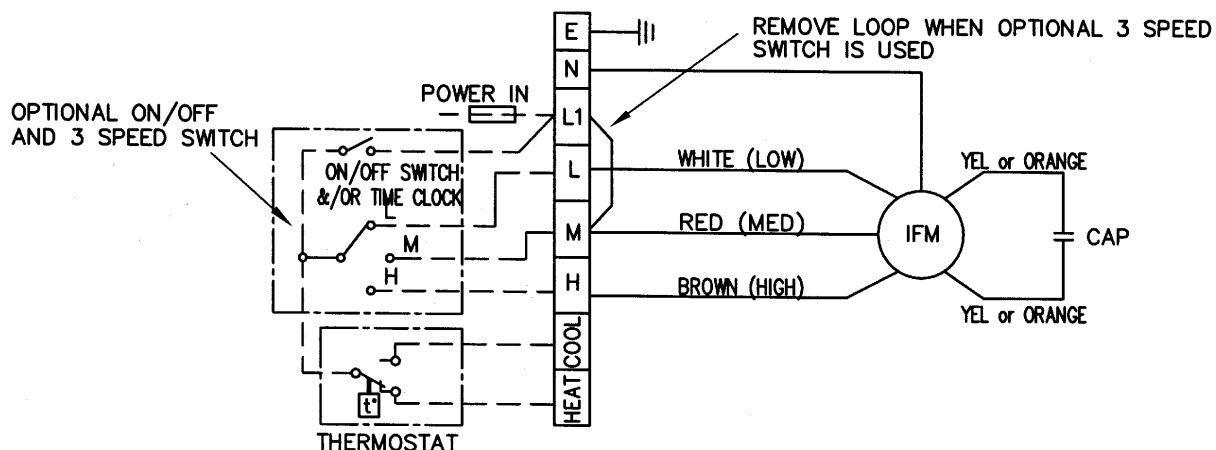 REMOVE LOOP WHEN OPTIONAL 3 SPEED
SWITCH IS USED
E
N
POWER IN
L1
OPTIONAL ON/OFF
AND 3 SPEED SWITCH
ON/OFF SWITCH
&/OR TIME CLOCK
L
M
H
L
M
H
COOL
HEAT
WHITE (LOW)
RED (MED)
BROWN (HIGH)
IFM
YEL or ORANGE
CAP
YEL or ORANGE
t°
THERMOSTAT